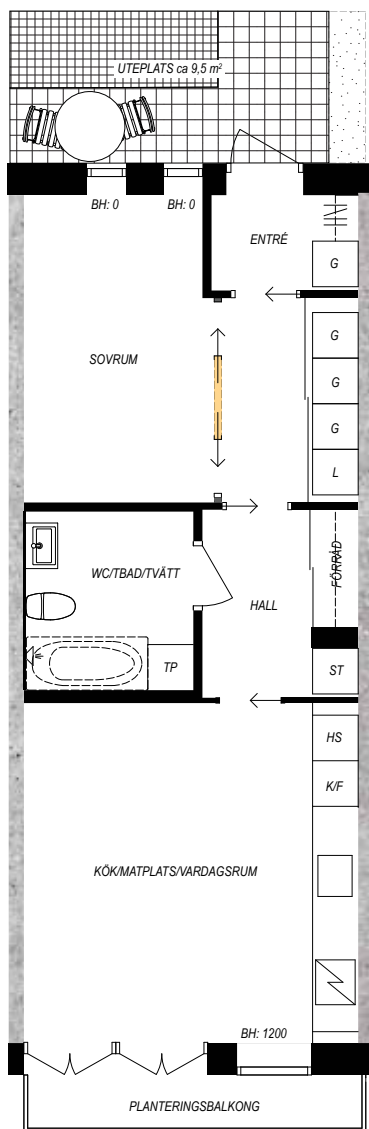 UTEPLATS ca 9,5 m²
BH: 0
BH: 0
ENTRÉ
G
G
SOVRUM
G
G
L
WC/TBAD/TVÄTT
FÖRRÅD
HALL
TP
ST
HS
K/F
KÖK/MATPLATS/VARDAGSRUM
BH: 1200
PLANTERINGSBALKONG